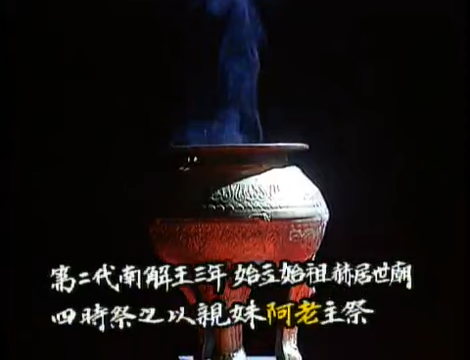 第二代南解王三年 始立始祖赫居世廟
四時祭之以親妹阿老主祭